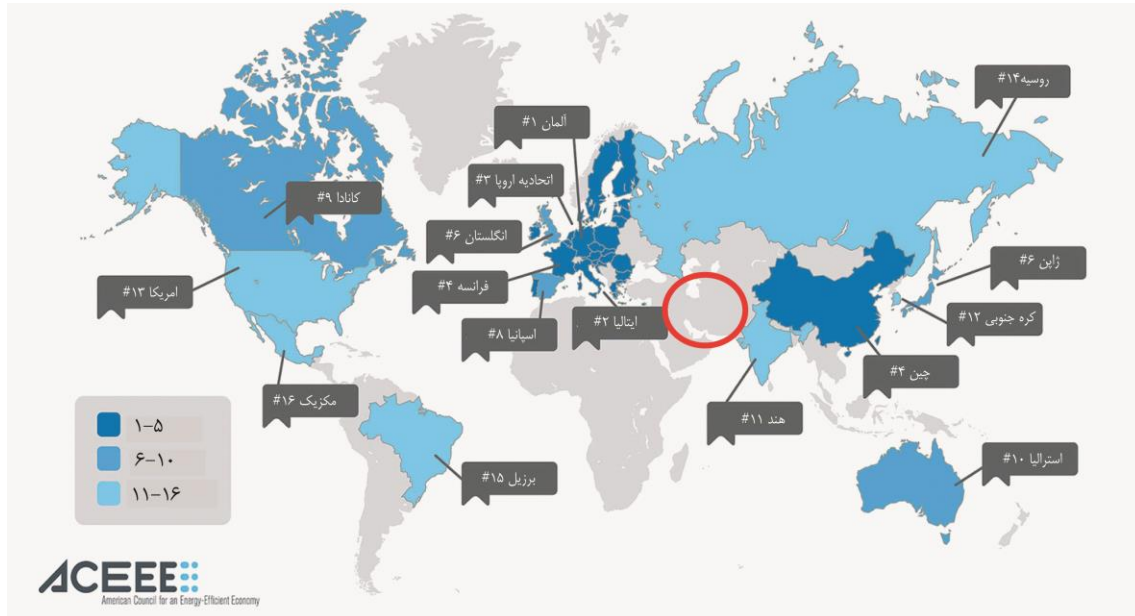 روسیه #۱۴
آلمان #۱
اتحادیه اروپا #۳
کانادا #۹
انگلستان #۶
ژاپن #۶
فرانسه #۴
امریکا #۱۳
کره جنوبی #۱۲
ایتالیا #۲
اسپانیا #۸
چین #۴
مکزیک #۱۶
هند #۱۱
۱-۵
۶-۱۰
۱۱-۱۶
استرالیا #۱۰
برزیل #۱۵
ACEEE
American Council for an Energy-Efficient Economy